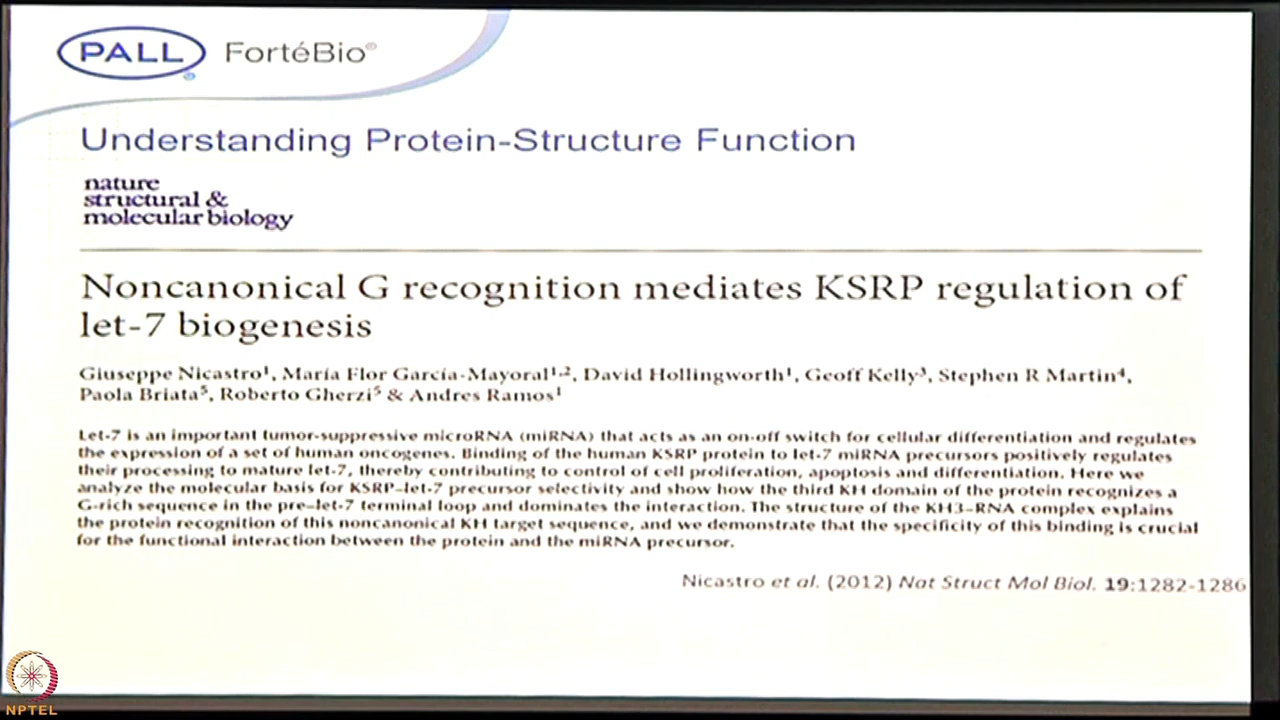 PALL ® FortéBio®
Understanding Protein-Structure Function
nature
structural &
molecular biology
Noncanonical G recognition mediates KSRP regulation of
let-7 biogenesis
Giuseppe Nicastro¹, María Flor García-Mayoral¹,², David Hollingworth¹, Geoff Kelly³, Stephen R Martin⁴,
Paola Briata⁵, Roberto Gherzi⁵ & Andres Ramos¹
Let-7 is an important tumor-suppressive microRNA (miRNA) that acts as an on-off switch for cellular differentiation and regulates
the expression of a set of human oncogenes. Binding of the human KSRP protein to let-7 miRNA precursors positively regulates
their processing to mature let-7, thereby contributing to control of cell proliferation, apoptosis and differentiation. Here we
analyze the molecular basis for KSRP–let-7 precursor selectivity and show how the third KH domain of the protein recognizes a
G-rich sequence in the pre–let-7 terminal loop and dominates the interaction. The structure of the KH3–RNA complex explains
the protein recognition of this noncanonical KH target sequence, and we demonstrate that the specificity of this binding is crucial
for the functional interaction between the protein and the miRNA precursor.
Nicastro et al. (2012) Nat Struct Mol Biol. 19:1282-1286
NPTEL